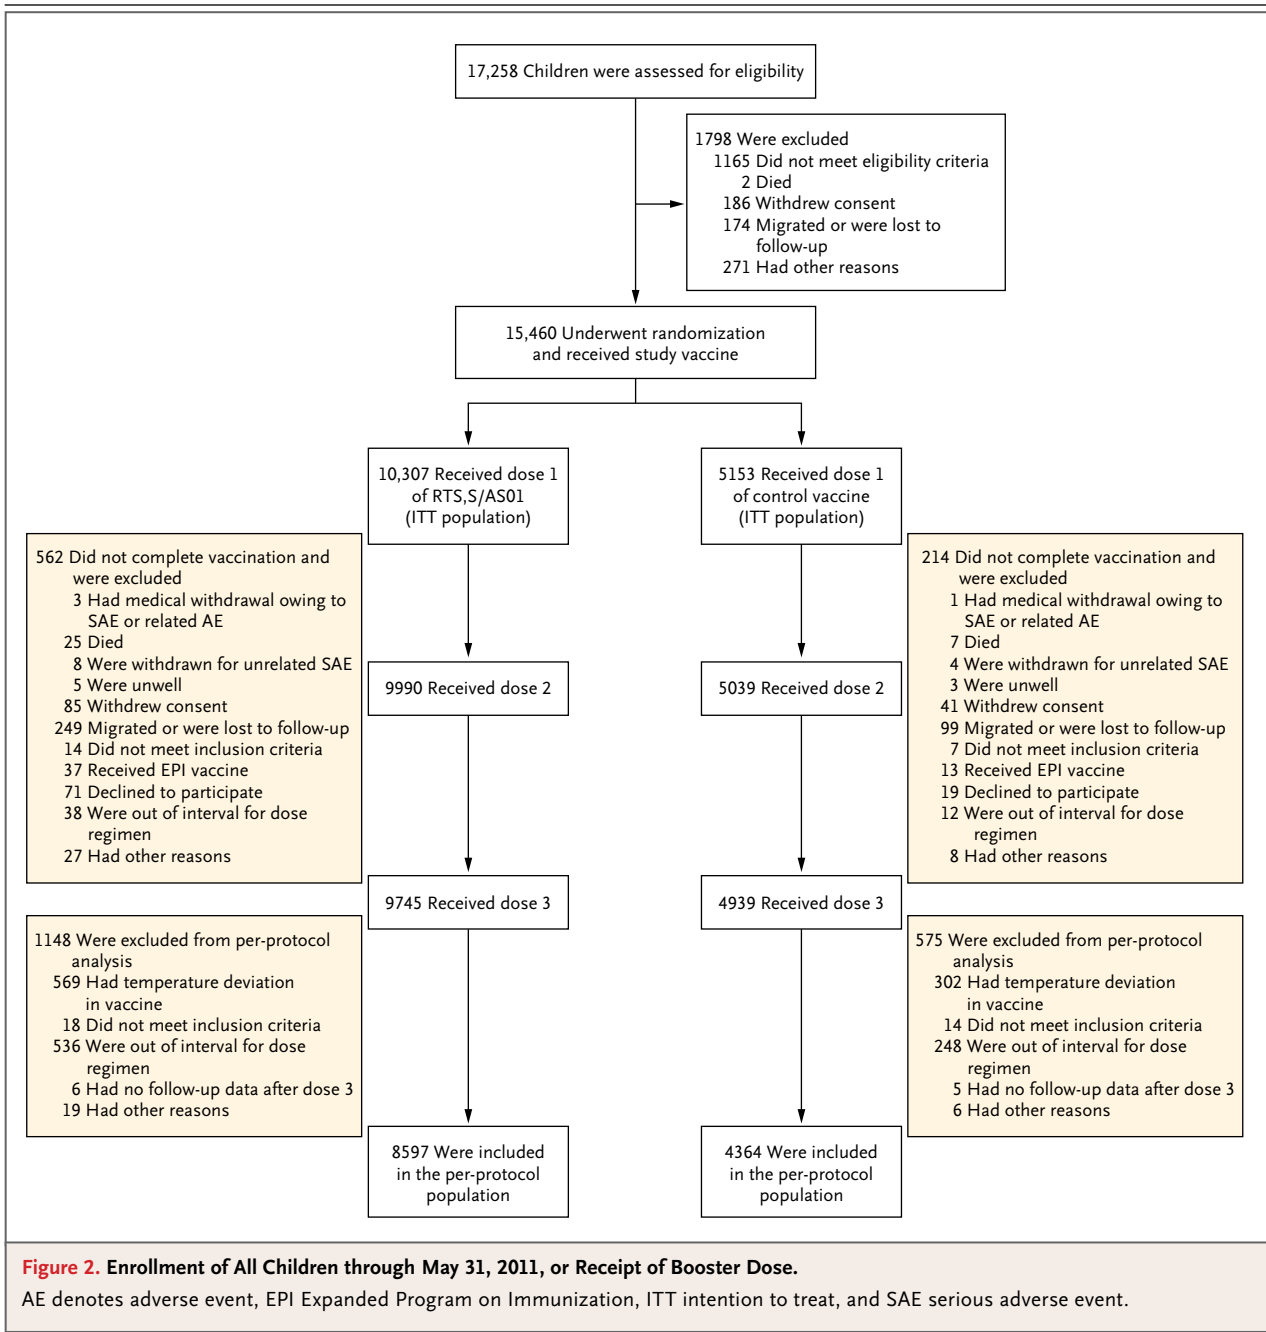 17,258 Children were assessed for eligibility
1798 Were excluded
1165 Did not meet eligibility criteria
2 Died
186 Withdrew consent
174 Migrated or were lost to
follow-up
271 Had other reasons
15,460 Underwent randomization
and received study vaccine
10,307 Received dose 1
of RTS,S/AS01
(ITT population)
5153 Received dose 1
of control vaccine
(ITT population)
562 Did not complete vaccination and
were excluded
3 Had medical withdrawal owing to
SAE or related AE
25 Died
8 Were withdrawn for unrelated SAE
5 Were unwell
85 Withdrew consent
249 Migrated or were lost to follow-up
14 Did not meet inclusion criteria
37 Received EPI vaccine
71 Declined to participate
38 Were out of interval for dose
regimen
27 Had other reasons
214 Did not complete vaccination and
were excluded
1 Had medical withdrawal owing to
SAE or related AE
7 Died
4 Were withdrawn for unrelated SAE
3 Were unwell
41 Withdrew consent
99 Migrated or were lost to follow-up
7 Did not meet inclusion criteria
13 Received EPI vaccine
19 Declined to participate
12 Were out of interval for dose
regimen
8 Had other reasons
9990 Received dose 2
5039 Received dose 2
9745 Received dose 3
4939 Received dose 3
1148 Were excluded from per-protocol
analysis
569 Had temperature deviation
in vaccine
18 Did not meet inclusion criteria
536 Were out of interval for dose
regimen
6 Had no follow-up data after dose 3
19 Had other reasons
575 Were excluded from per-protocol
analysis
302 Had temperature deviation
in vaccine
14 Did not meet inclusion criteria
248 Were out of interval for dose
regimen
5 Had no follow-up data after dose 3
6 Had other reasons
8597 Were included
in the per-protocol
population
4364 Were included
in the per-protocol
population
Figure 2. Enrollment of All Children through May 31, 2011, or Receipt of Booster Dose.
AE denotes adverse event, EPI Expanded Program on Immunization, ITT intention to treat, and SAE serious adverse event.